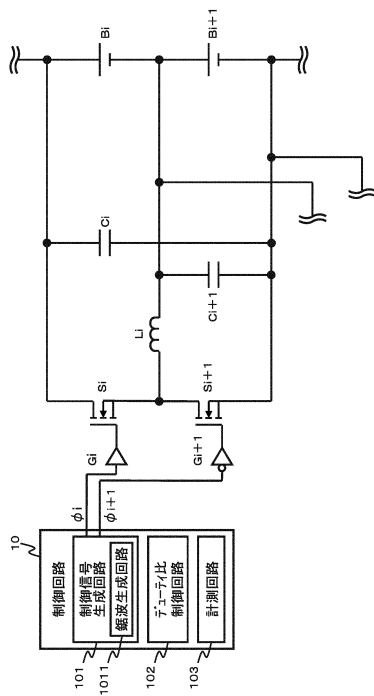 10
制御回路
101
制御信号
生成回路
1011
鋸波生成回路
102
デューティ比
制御回路
103
計測回路
φi
φi+1
Gi
Gi+1
Si
Si+1
Li
Ci
Ci+1
Bi
Bi+1